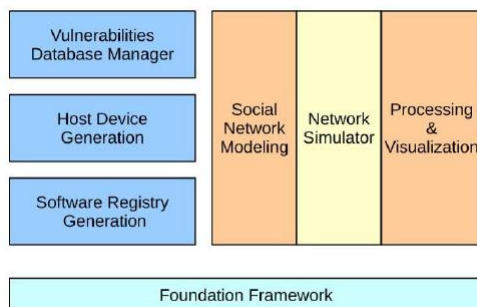 Vulnerabilities
Database Manager
Host Device
Generation
Software Registry
Generation
Social
Network
Modeling
Network
Simulator
Processing
&
Visualization
Foundation Framework